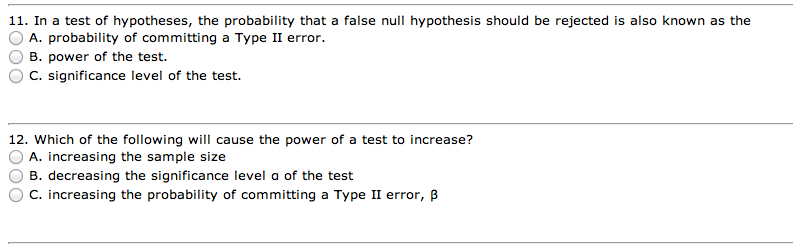 11. In a test of hypotheses, the probability that a false null hypothesis should be rejected is also known as the
A. probability of committing a Type II error.
B. power of the test.
C. significance level of the test.
12. Which of the following will cause the power of a test to increase?
A. increasing the sample size
B. decreasing the significance level α of the test
C. increasing the probability of committing a Type II error, β